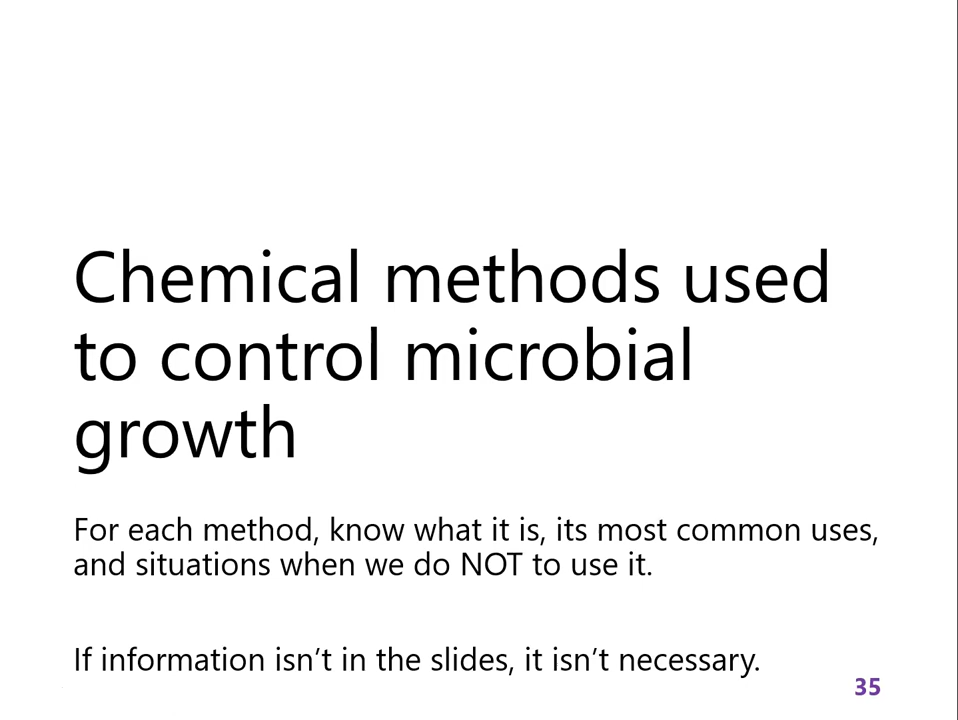 Chemical methods used
to control microbial
growth
For each method, know what it is, its most common uses,
and situations when we do NOT to use it.
If information isn’t in the slides, it isn’t necessary.
35